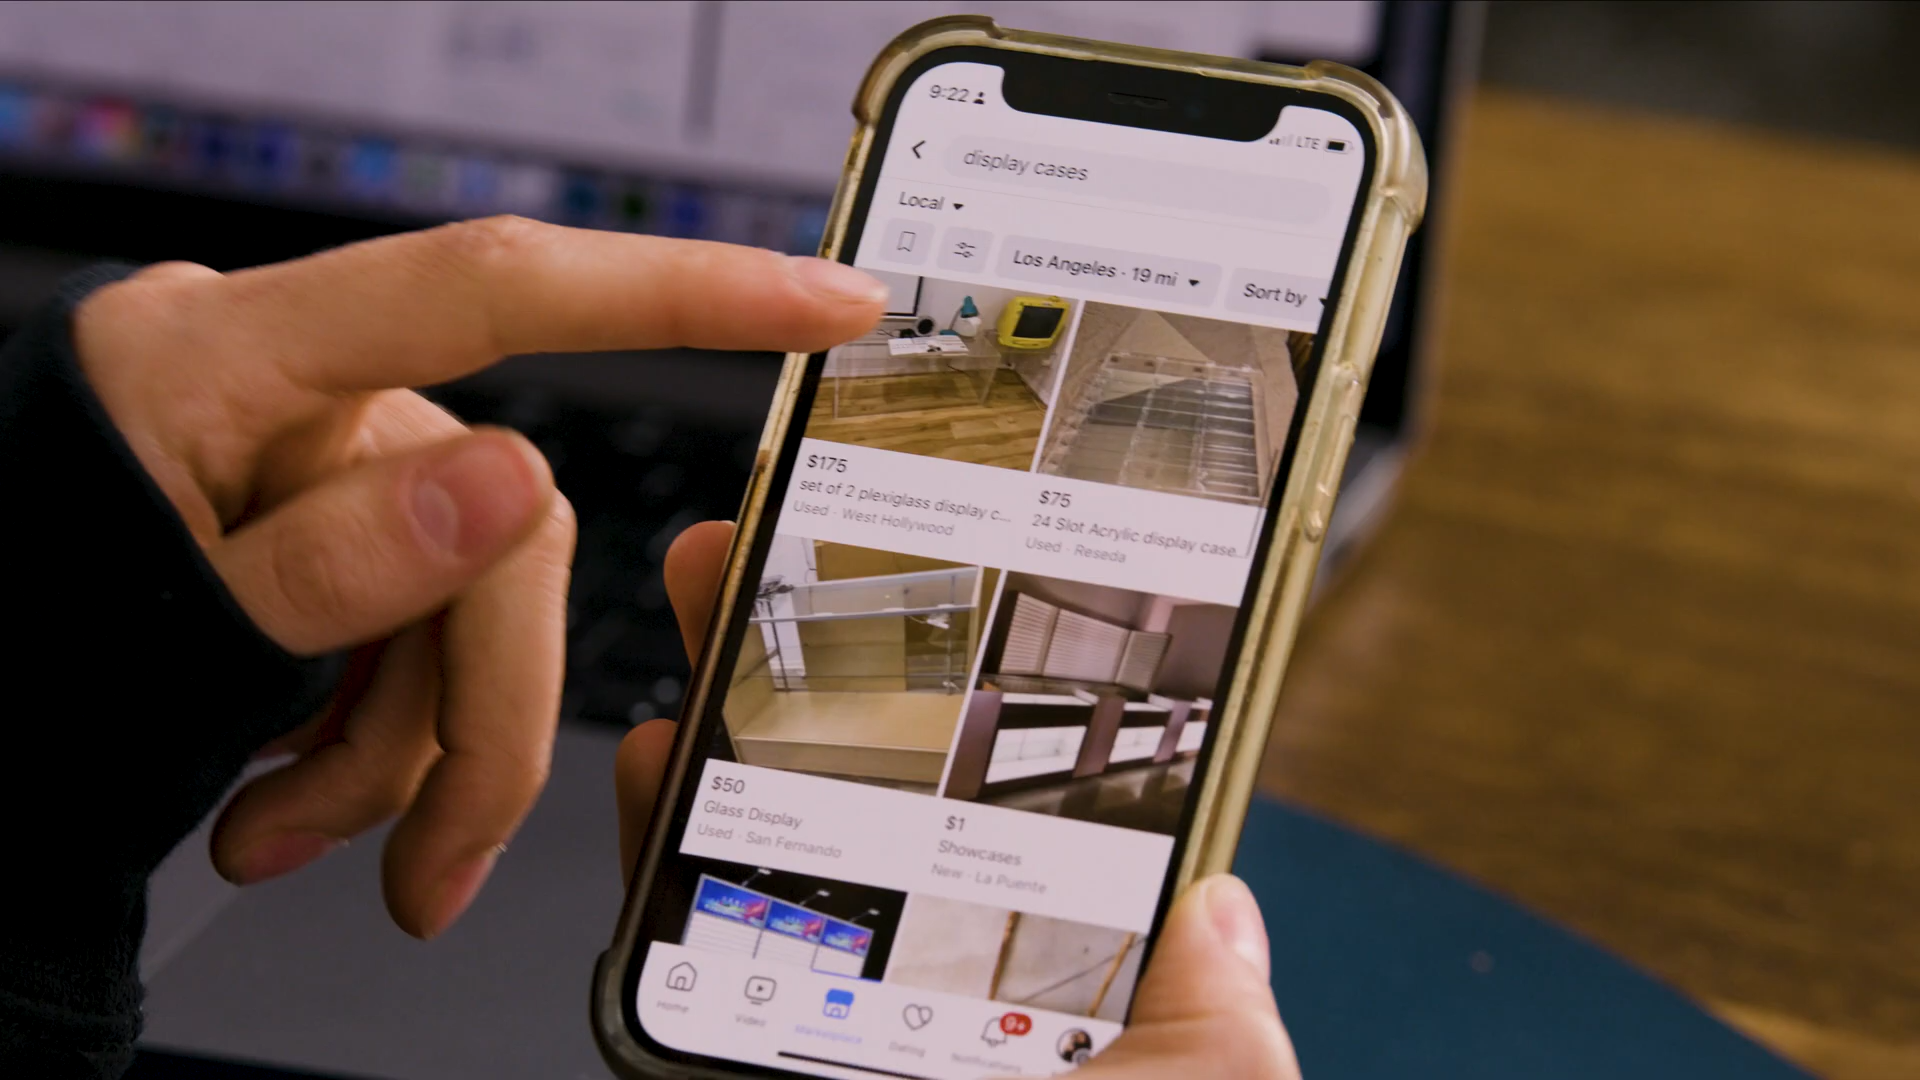 9:22
LTE
display cases
Local
Los Angeles · 19 mi
Sort by
$175
set of 2 plexiglass display c...
Used · West Hollywood
$75
24 Slot Acrylic display case...
Used · Reseda
$50
Glass Display
Used · San Fernando
$1
Showcases
New · La Puente
Home
Video
Marketplace
Dating
9+
Notifications